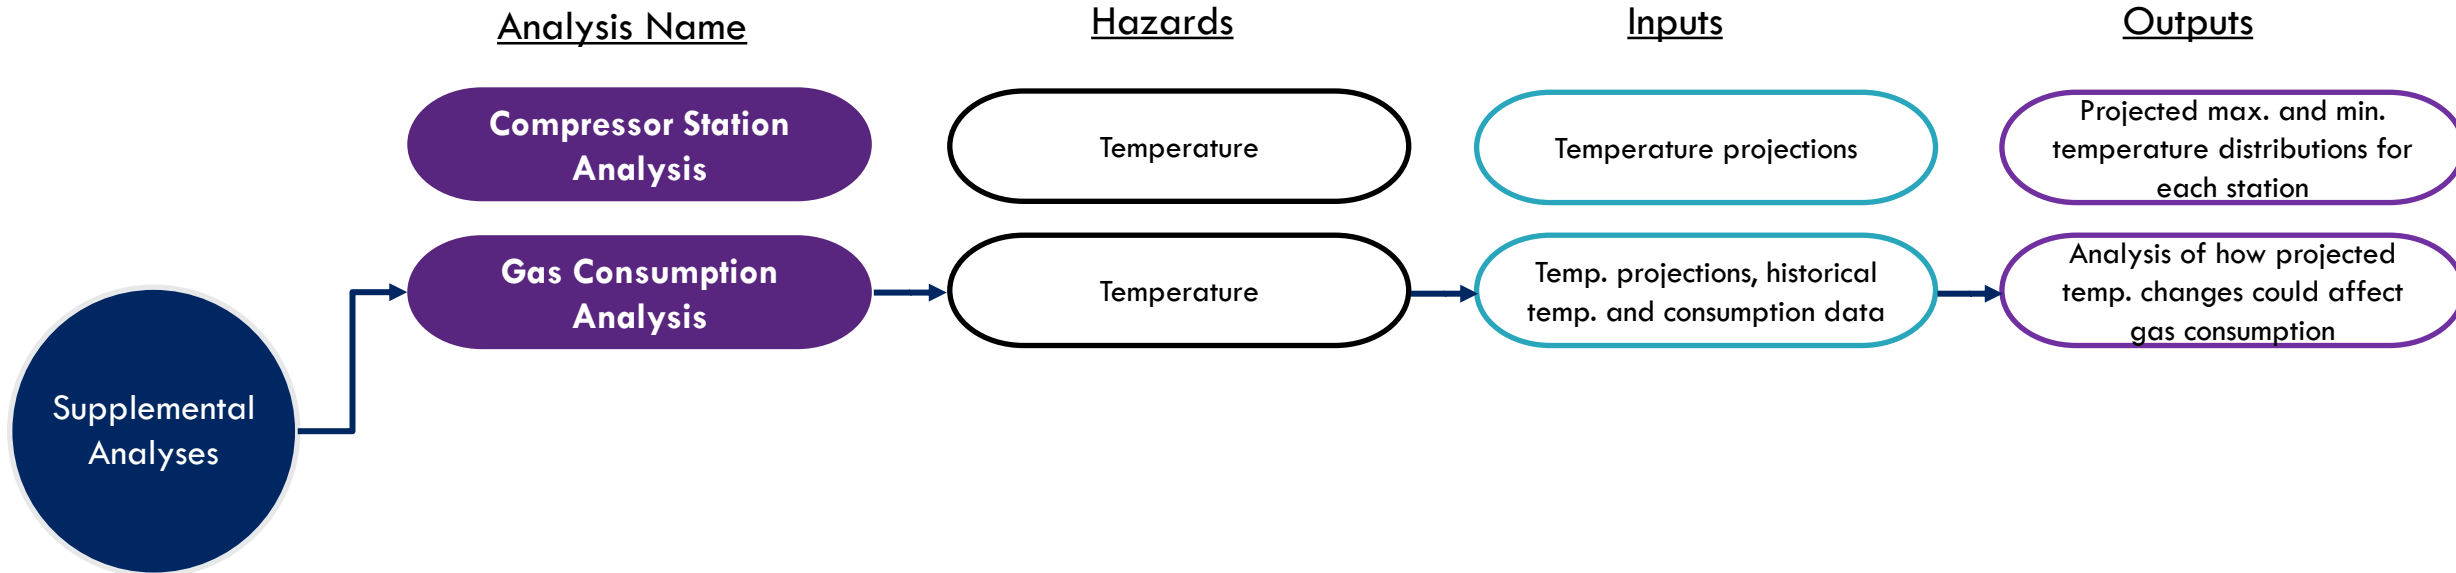 Analysis Name
Hazards
Inputs
Outputs
Compressor Station
Analysis
Temperature
Temperature projections
Projected max. and min.
temperature distributions for
each station
Gas Consumption
Analysis
Temperature
Temp. projections, historical
temp. and consumption data
Analysis of how projected
temp. changes could affect
gas consumption
Supplemental
Analyses